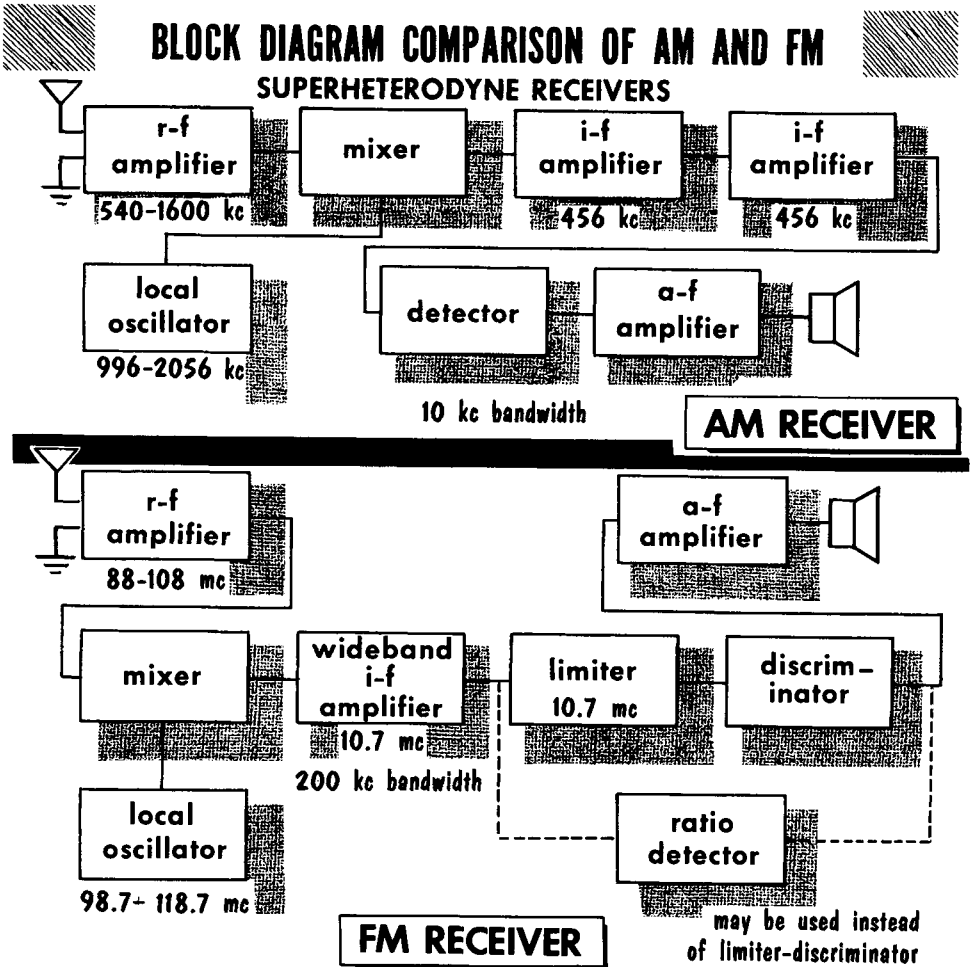 BLOCK DIAGRAM COMPARISON OF AM AND FM
SUPERHETERODYNE RECEIVERS
r-f
amplifier
540-1600 kc
mixer
i-f
amplifier
456 kc
i-f
amplifier
456 kc
local
oscillator
996-2056 kc
detector
a-f
amplifier
10 kc bandwidth
AM RECEIVER
r-f
amplifier
88-108 mc
a-f
amplifier
mixer
wideband
i-f
amplifier
10.7 mc
200 kc bandwidth
limiter
10.7 mc
discrim-
inator
local
oscillator
98.7- 118.7 mc
ratio
detector
may be used instead
of limiter-discriminator
FM RECEIVER